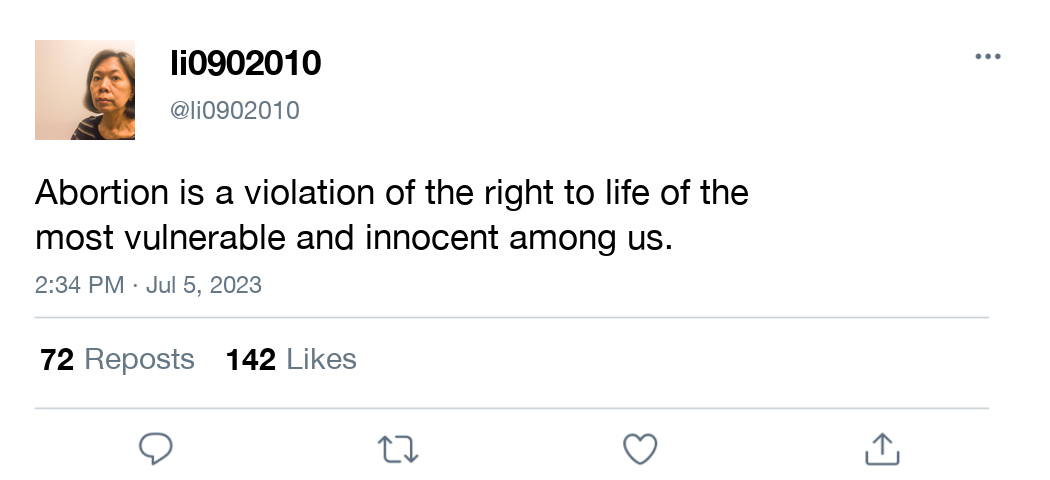 li0902010
@li0902010
Abortion is a violation of the right to life of the
most vulnerable and innocent among us.
2:34 PM · Jul 5, 2023
72 Reposts 142 Likes